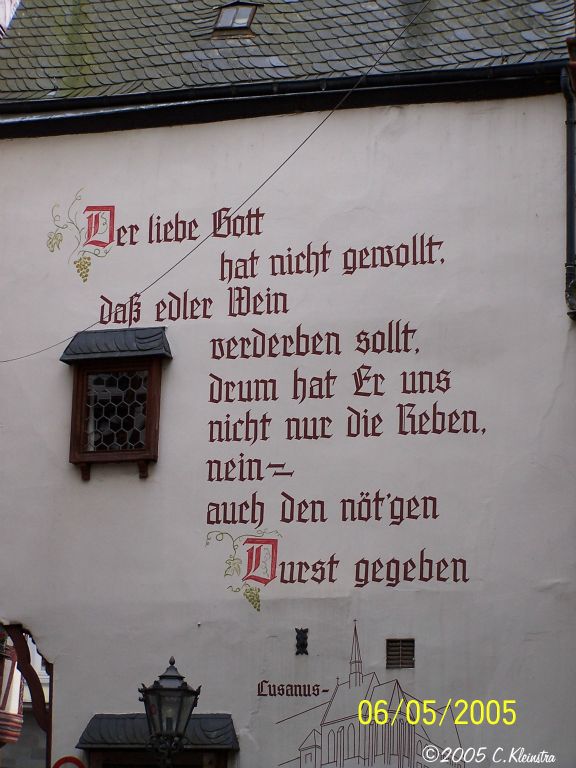 Der liebe Gott
hat nicht gewollt,
daß edler Wein
verderben sollt,
drum hat Er uns
nicht nur die Reben,
nein-
auch den nöt'gen
Durst gegeben
Cusanus-
06/05/2005
©2005 C.Kleinstra